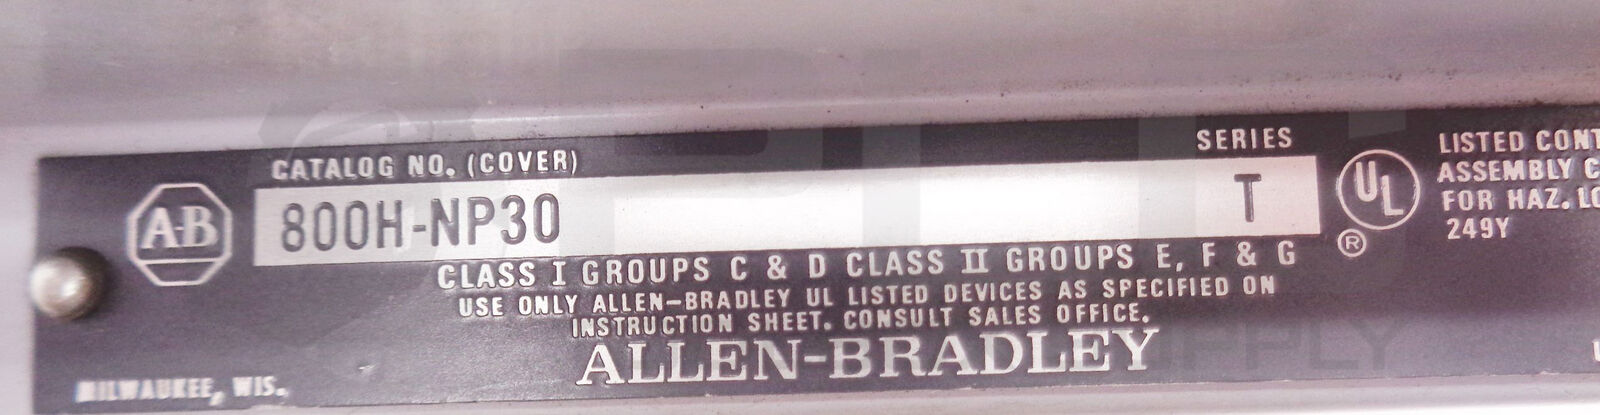 CATALOG NO. (COVER)
SERIES
A-B
800H-NP30
T
UL
®
LISTED CONT
ASSEMBLY C
FOR HAZ. LO
249Y
CLASS I GROUPS C & D CLASS II GROUPS E, F & G
USE ONLY ALLEN-BRADLEY UL LISTED DEVICES AS SPECIFIED ON
INSTRUCTION SHEET. CONSULT SALES OFFICE.
ALLEN-BRADLEY
MILWAUKEE, WIS.